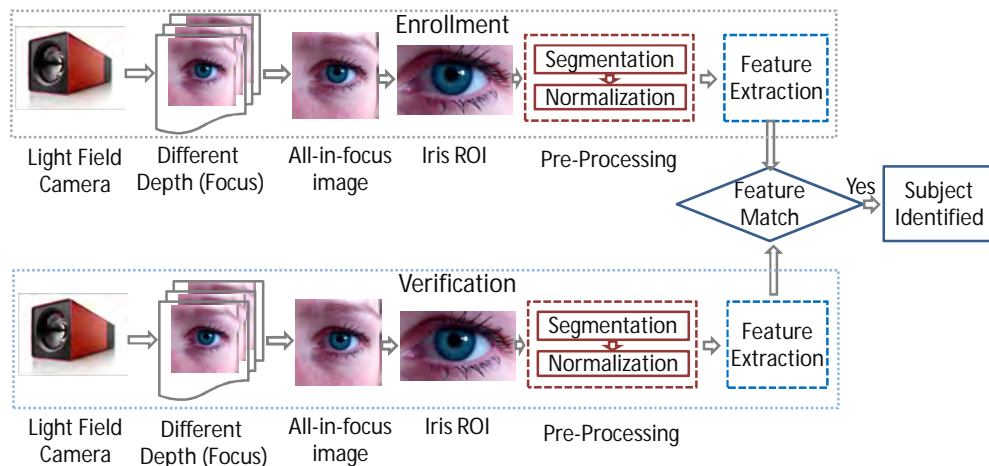 Enrollment
Segmentation
Normalization
Feature
Extraction
Light Field
Camera
Different
Depth (Focus)
All-in-focus
image
Iris ROI
Pre-Processing
Feature
Match
Yes
Subject
Identified
Verification
Segmentation
Normalization
Feature
Extraction
Light Field
Camera
Different
Depth (Focus)
All-in-focus
image
Iris ROI
Pre-Processing